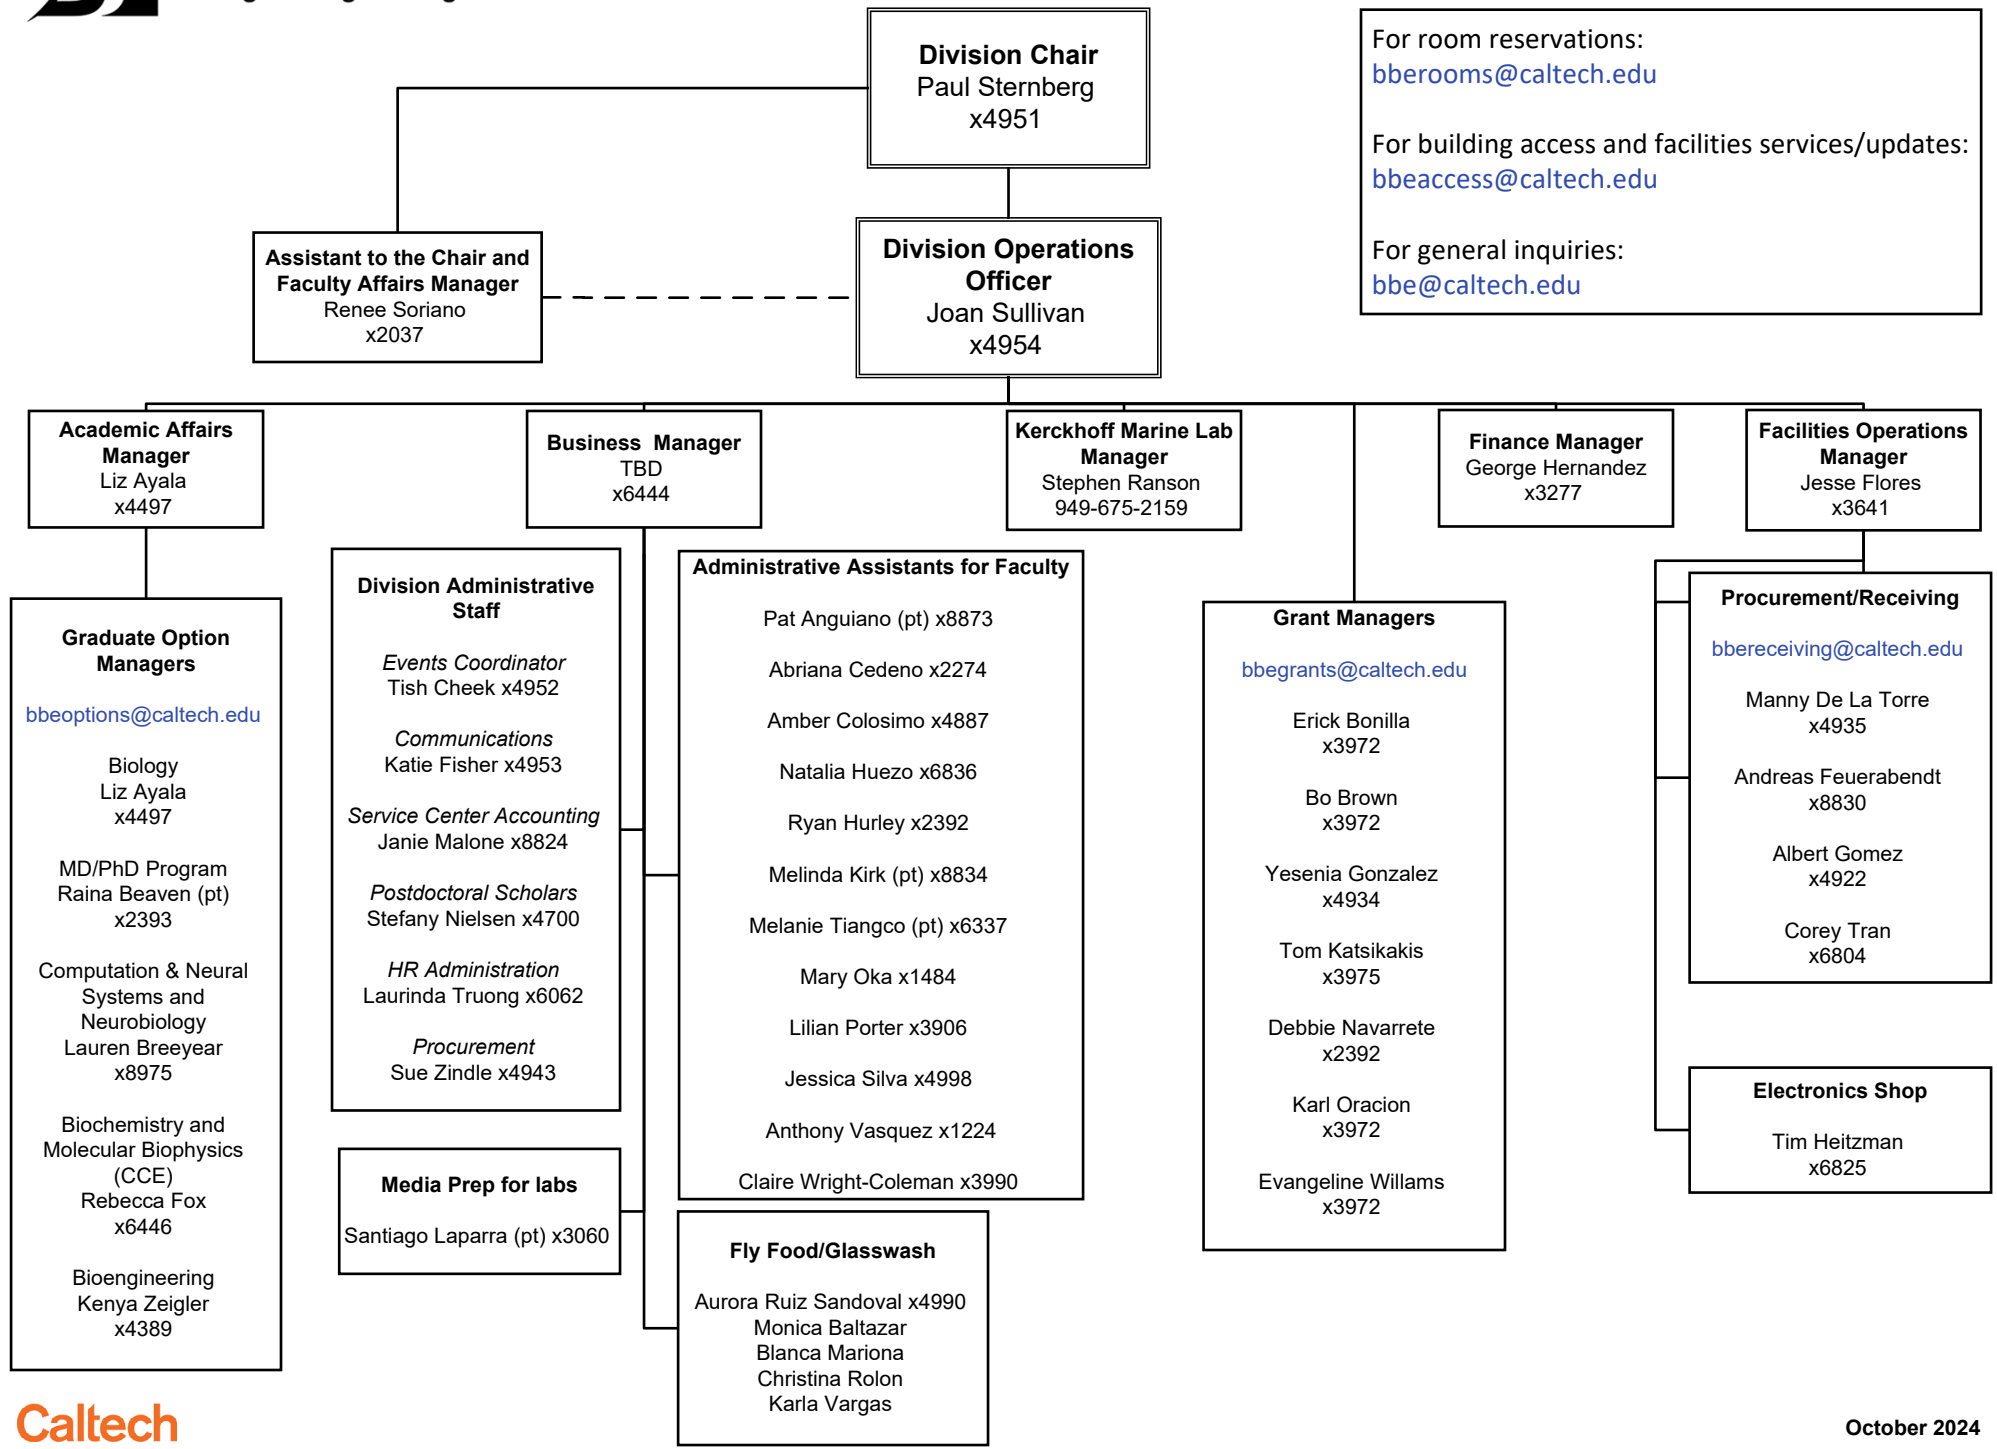 Division Chair
Paul Sternberg
x4951
For room reservations:
bberooms@caltech.edu
For building access and facilities services/updates:
bbeaccess@caltech.edu
For general inquiries:
bbe@caltech.edu
Assistant to the Chair and
Faculty Affairs Manager
Renee Soriano
x2037
Division Operations
Officer
Joan Sullivan
x4954
Academic Affairs
Manager
Liz Ayala
x4497
Business Manager
TBD
x6444
Kerckhoff Marine Lab
Manager
Stephen Ranson
949-675-2159
Finance Manager
George Hernandez
x3277
Facilities Operations
Manager
Jesse Flores
x3641
Graduate Option
Managers
bbeoptions@caltech.edu
Biology
Liz Ayala
x4497
MD/PhD Program
Raina Beaven (pt)
x2393
Computation & Neural
Systems and
Neurobiology
Lauren Breeyear
x8975
Biochemistry and
Molecular Biophysics
(CCE)
Rebecca Fox
x6446
Bioengineering
Kenya Zeigler
x4389
Division Administrative
Staff
Events Coordinator
Tish Cheek x4952
Communications
Katie Fisher x4953
Service Center Accounting
Janie Malone x8824
Postdoctoral Scholars
Stefany Nielsen x4700
HR Administration
Laurinda Truong x6062
Procurement
Sue Zindle x4943
Media Prep for labs
Santiago Laparra (pt) x3060
Administrative Assistants for Faculty
Pat Anguiano (pt) x8873
Abriana Cedeno x2274
Amber Colosimo x4887
Natalia Huezo x6836
Ryan Hurley x2392
Melinda Kirk (pt) x8834
Melanie Tiangco (pt) x6337
Mary Oka x1484
Lilian Porter x3906
Jessica Silva x4998
Anthony Vasquez x1224
Claire Wright-Coleman x3990
Fly Food/Glasswash
Aurora Ruiz Sandoval x4990
Monica Baltazar
Blanca Mariona
Christina Rolon
Karla Vargas
Grant Managers
bbegrants@caltech.edu
Erick Bonilla
x3972
Bo Brown
x3972
Yesenia Gonzalez
x4934
Tom Katsikakis
x3975
Debbie Navarrete
x2392
Karl Oracion
x3972
Evangeline Willams
x3972
Procurement/Receiving
bbereceiving@caltech.edu
Manny De La Torre
x4935
Andreas Feuerabendt
x8830
Albert Gomez
x4922
Corey Tran
x6804
Electronics Shop
Tim Heitzman
x6825
Caltech
October 2024